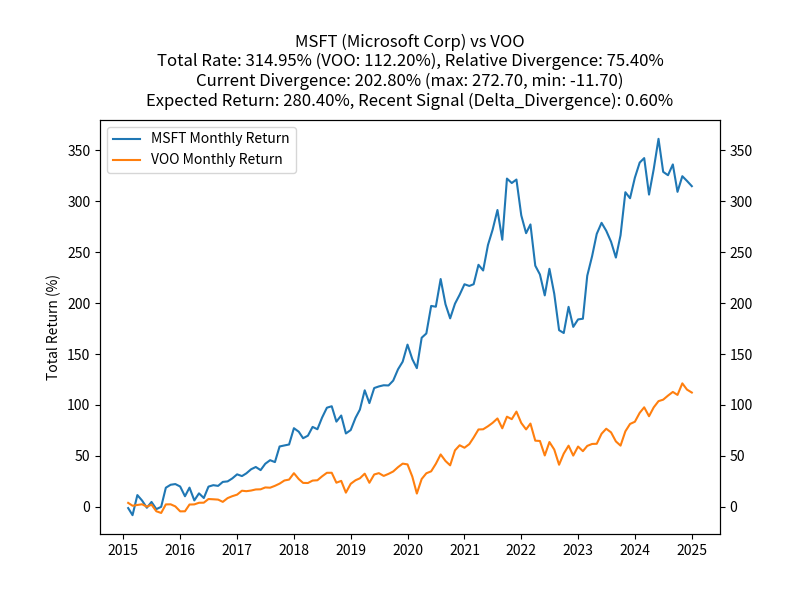 MSFT (Microsoft Corp) vs VOO
Total Rate: 314.95% (VOO: 112.20%), Relative Divergence: 75.40%
Current Divergence: 202.80% (max: 272.70, min: -11.70)
Expected Return: 280.40%, Recent Signal (Delta_Divergence): 0.60%
MSFT Monthly Return
VOO Monthly Return
Total Return (%)
350
300
250
200
150
100
50
0
350
300
250
200
150
100
50
0
2015 2016 2017 2018 2019 2020 2021 2022 2023 2024 2025